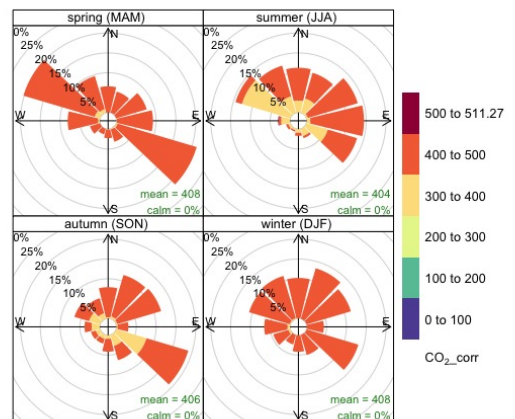 spring (MAM)
summer (JJA)
0%
25%
20%
15%
10%
5%
N
W
E
S
mean = 408
calm = 0%
0%
25%
20%
15%
10%
5%
N
W
E
S
mean = 404
calm = 0%
autumn (SON)
winter (DJF)
0%
25%
20%
15%
10%
5%
N
W
E
S
mean = 406
calm = 0%
0%
25%
20%
15%
10%
5%
N
W
E
S
mean = 408
calm = 0%
500 to 511.27
400 to 500
300 to 400
200 to 300
100 to 200
0 to 100
CO₂_corr